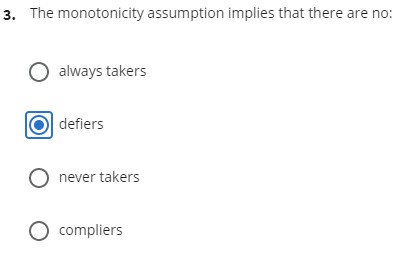 3. The monotonicity assumption implies that there are no:
always takers
defiers
never takers
compliers